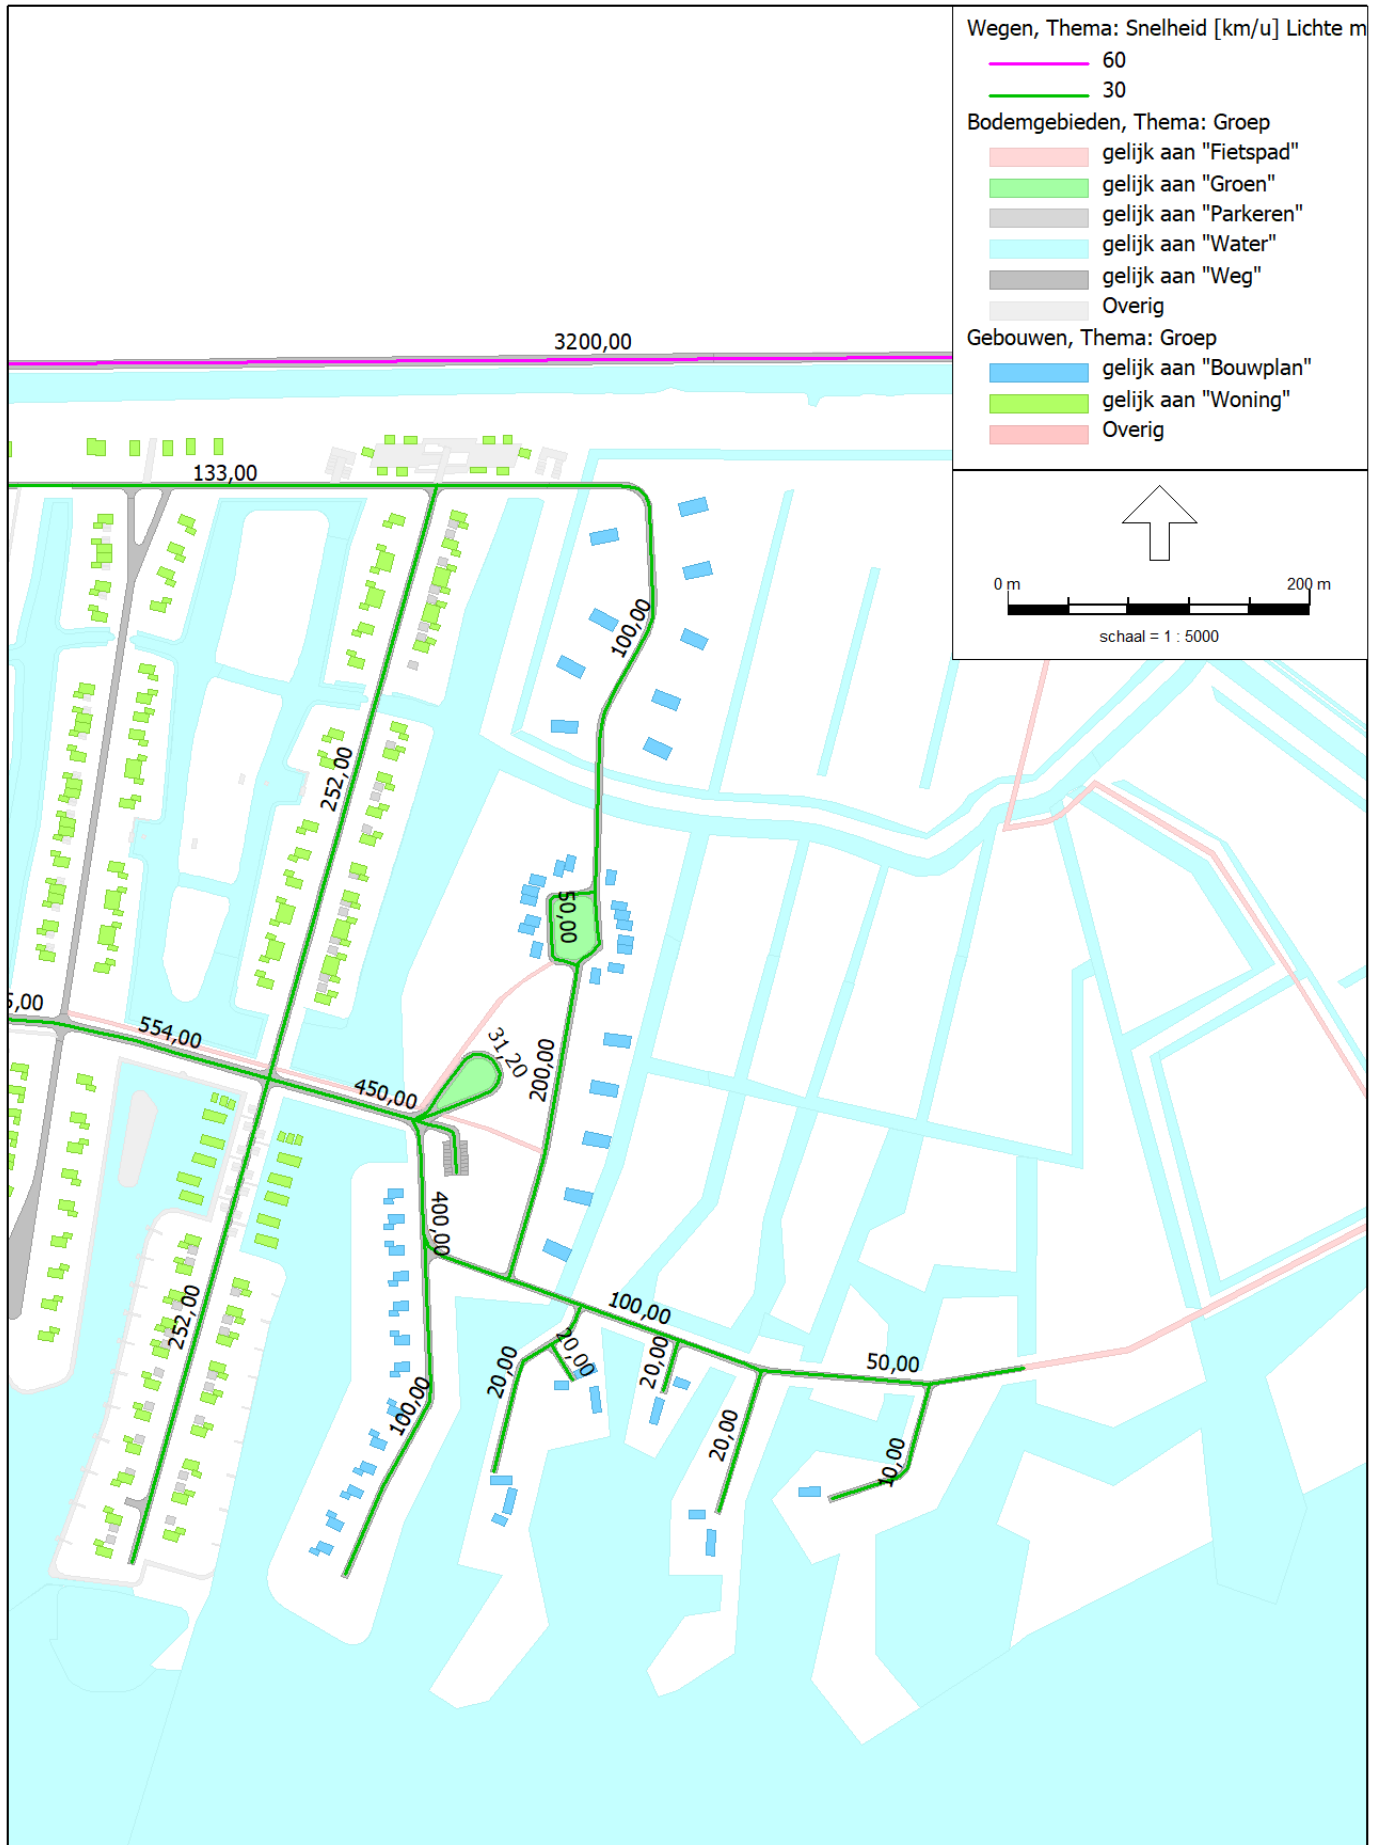 Wegen, Thema: Snelheid [km/u] Lichte m
60
30
Bodemgebieden, Thema: Groep
gelijk aan "Fietspad"
gelijk aan "Groen"
gelijk aan "Parkeren"
gelijk aan "Water"
gelijk aan "Weg"
Overig
Gebouwen, Thema: Groep
gelijk aan "Bouwplan"
gelijk aan "Woning"
Overig
0 m 200 m
schaal = 1 : 5000
3200,00
133,00
100,00
252,00
50,00
5,00
554,00
31,20
200,00
450,00
400,00
252,00
100,00
20,00
20,00
20,00
50,00
100,00
20,00
10,00